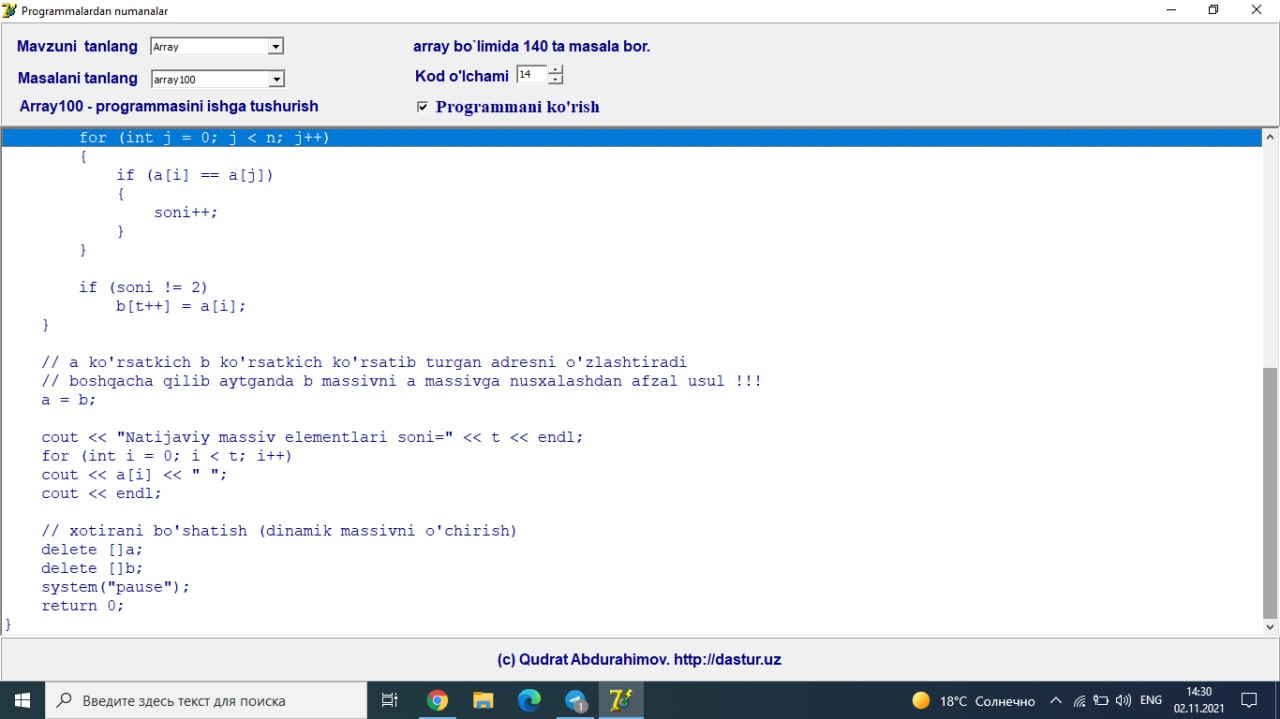 Programmalardan numanalar
Mavzuni tanlang Array array bo`limida 140 ta masala bor.
Masalani tanlang array100 Kod o'lchami 14
Array100 - programmasini ishga tushurish Programmani ko'rish
for (int j = 0; j < n; j++)
{
if (a[i] == a[j])
{
soni++;
}
}
if (soni != 2)
b[t++] = a[i];
}
// a ko'rsatkich b ko'rsatkich ko'rsatib turgan adresni o'zlashtiradi
// boshqacha qilib aytganda b massivni a massivga nusxalashdan afzal usul !!!
a = b;
cout << "Natijaviy massiv elementlari soni=" << t << endl;
for (int i = 0; i < t; i++)
cout << a[i] << " ";
cout << endl;
// xotirani bo'shatish (dinamik massivni o'chirish)
delete []a;
delete []b;
system("pause");
return 0;
}
(c) Qudrat Abdurahimov. http://dastur.uz
Введите здесь текст для поиска 1 18°C Солнечно ENG 14:30
02.11.2021